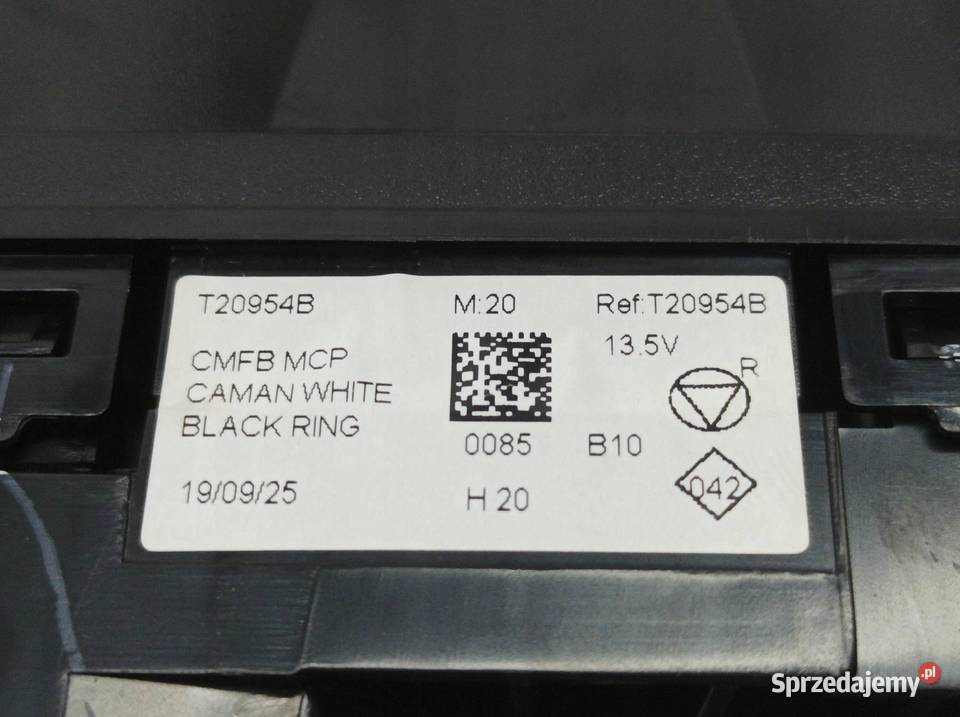 T20954B M:20 Ref:T20954B
13.5V
CMFB MCP
CAMAN WHITE
BLACK RING
R
0085 B10
19/09/25 H 20 042
Sprzedajemy.pl